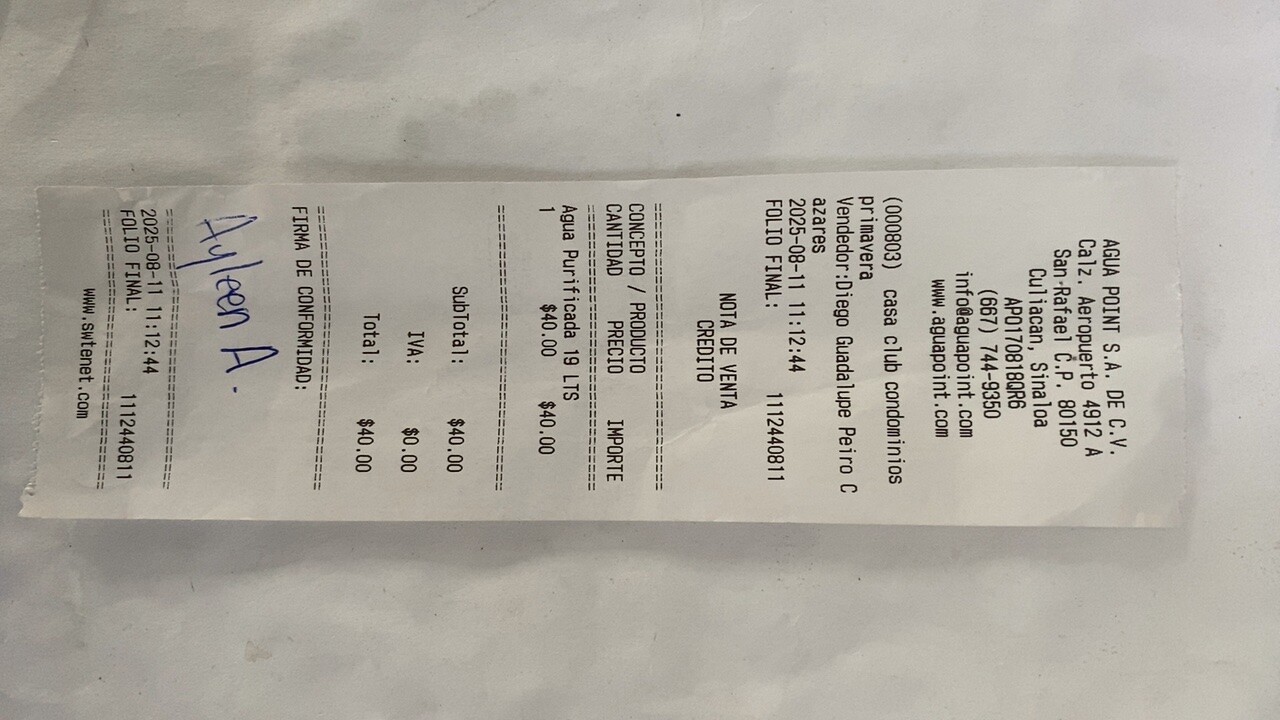 AGUA POINT S.A. DE C.V.
Calz. Aeropuerto 4912 A
San Rafael C.P. 80150
Culiacan, Sinaloa
APO170818QR6
(667) 744-9350
info@aguapoint.com
www.aguapoint.com
(000803) casa club condominios
primavera
Vendedor:Diego Guadalupe Peiro C
azares
2025-08-11 11:12:44
FOLIO FINAL: 1112440811
NOTA DE VENTA
CREDITO
================================
CONCEPTO / PRODUCTO
CANTIDAD PRECIO IMPORTE
================================
Agua Purificada 19 LTS
1 $40.00 $40.00
================================
SubTotal: $40.00
IVA: $0.00
Total: $40.00
================================
FIRMA DE CONFORMIDAD:
Ayleen A.
================================
2025-08-11 11:12:44
FOLIO FINAL: 1112440811
================================
www.swtenet.com